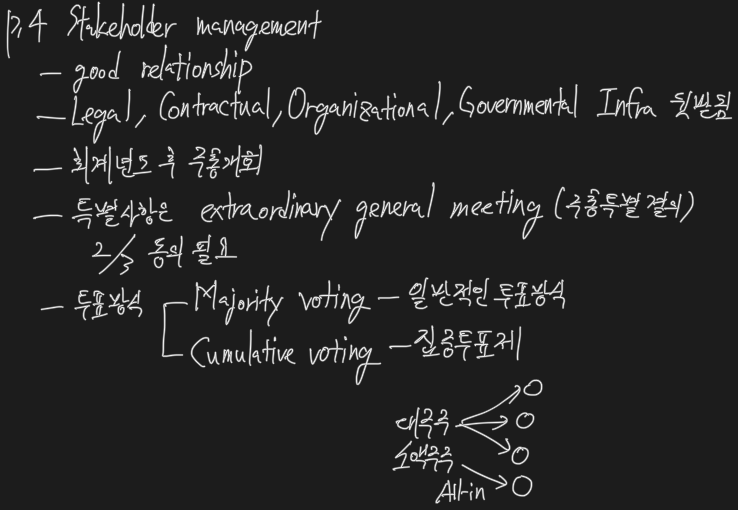 p.4 Stakeholder management
- good relationship
- Legal, Contractual, Organizational, Governmental Infra 뒷받침
- 회계년도 후 주총개회
- 특별사항은 extraordinary general meeting (주총특별결의)
2/3 동의 필요
- 투표방식
Majority voting - 일반적인 투표방식
Cumulative voting - 집중투표제
대주주
소액주주
All-in